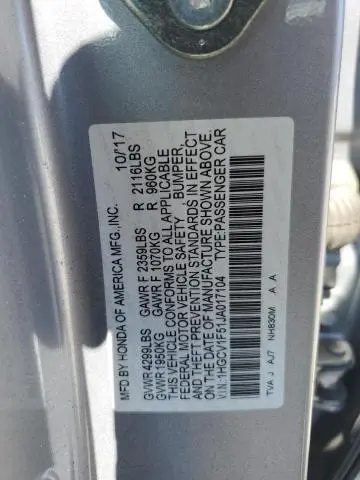 MFD BY HONDA OF AMERICA MFG.,INC. 10/17
GVWR 4299LBS GAWR F 2359LBS R 2116LBS
GVWR 1950KG GAWR F 1070KG R 960KG
THIS VEHICLE CONFORMS TO ALL APPLICABLE
FEDERAL MOTOR VEHICLE SAFETY, BUMPER,
AND THEFT PREVENTION STANDARDS IN EFFECT
ON THE DATE OF MANUFACTURE SHOWN ABOVE.
V.I.N.:1HGCV1F51JA017104 TYPE:PASSENGER CAR
TVA J AJ7 NH830M A A